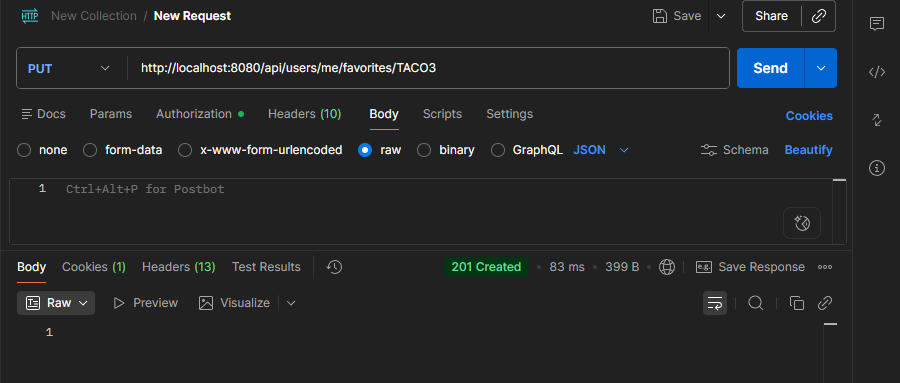 HTTP New Collection / New Request Save Share
PUT http://localhost:8080/api/users/me/favorites/TACO3 Send
Docs Params Authorization Headers (10) Body Scripts Settings Cookies
none form-data x-www-form-urlencoded raw binary GraphQL JSON Schema Beautify
1 Ctrl+Alt+P for Postbot
Body Cookies (1) Headers (13) Test Results 201 Created • 83 ms • 399 B e.g. Save Response
Raw Preview Visualize
1